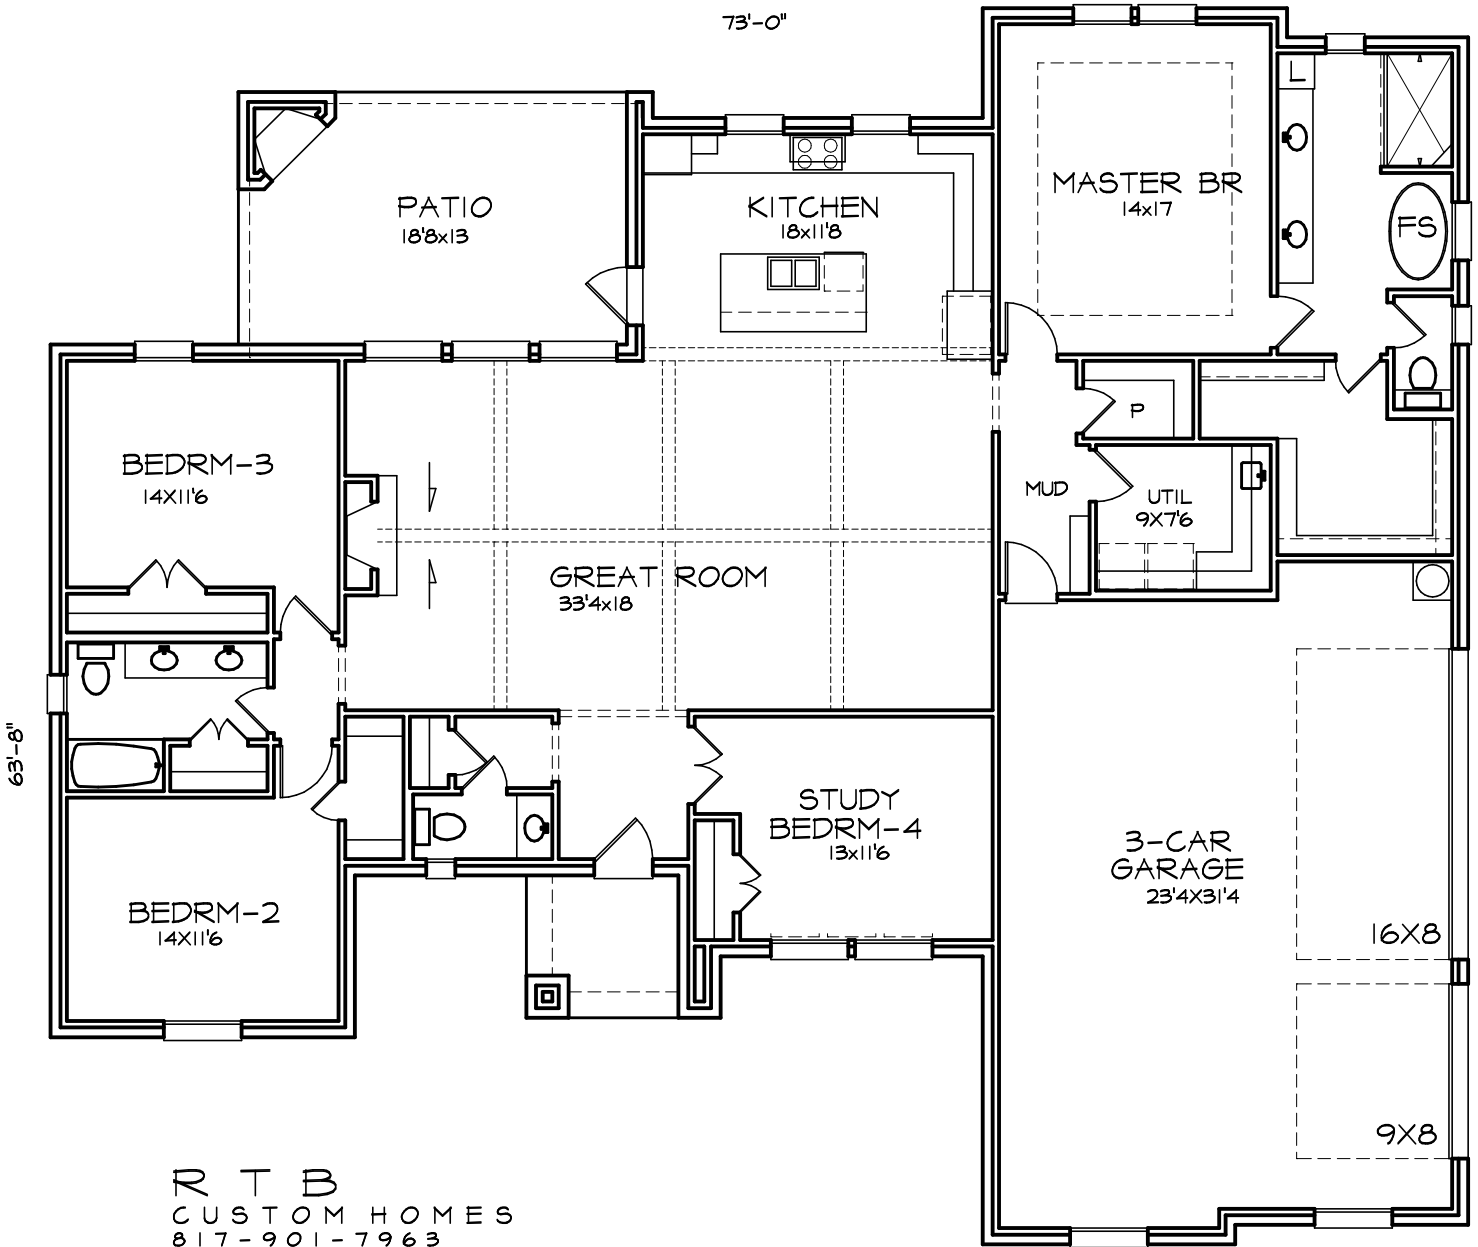 73'-0"
L
MASTER BR
14x17
FS
PATIO
18'8x13
KITCHEN
18x11'8
P
BEDRM-3
14X11'6
MUD
UTIL
9X7'6
GREAT ROOM
33'4x18
63'-8"
STUDY
BEDRM-4
13x11'6
3-CAR
GARAGE
23'4X31'4
BEDRM-2
14X11'6
16X8
9X8
RTB
CUSTOM HOMES
817-901-7963